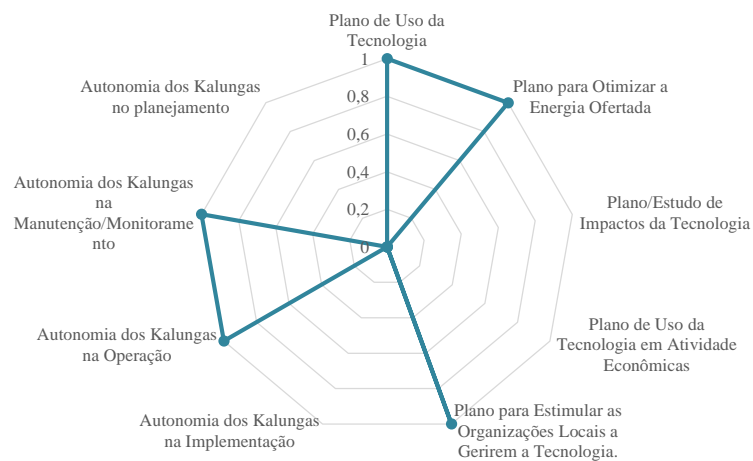 Plano de Uso da
Tecnologia
1
0,8
0,6
0,4
0,2
0
Plano para Otimizar a
Energia Ofertada
Plano/Estudo de
Impactos da Tecnologia
Plano de Uso da
Tecnologia em Atividade
Econômicas
Plano para Estimular as
Organizações Locais a
Gerirem a Tecnologia.
Autonomia dos Kalungas
na Implementação
Autonomia dos Kalungas
na Operação
Autonomia dos Kalungas
na
Manutenção/Monitorame
nto
Autonomia dos Kalungas
no planejamento